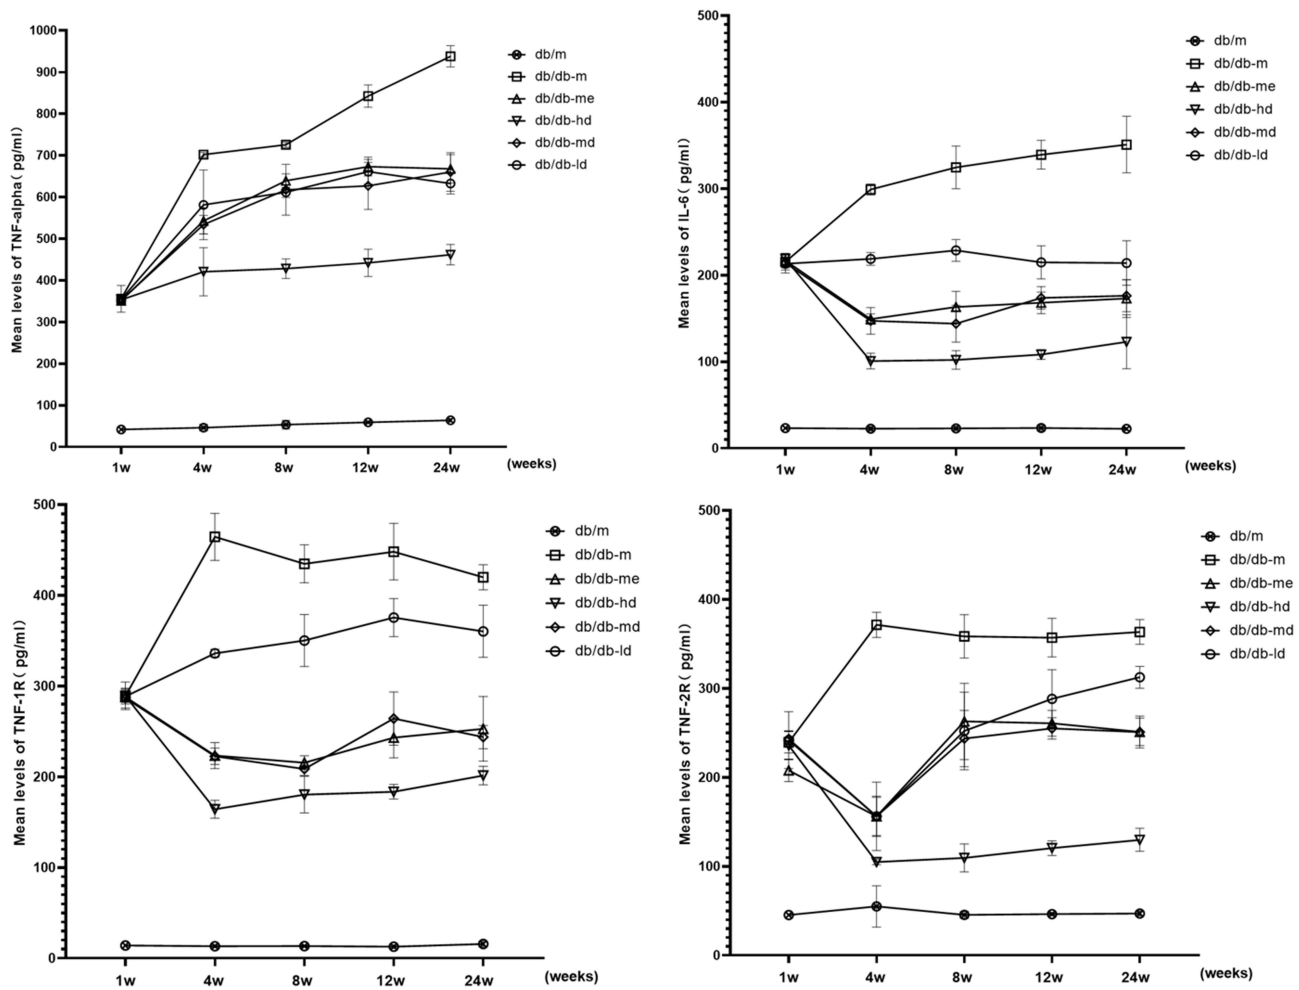 Mean levels of TNF-alpha( pg/ml)
1000
900
800
700
600
500
400
300
200
100
0
1w 4w 8w 12w 24w (weeks)
db/m
db/db-m
db/db-me
db/db-hd
db/db-md
db/db-ld
Mean levels of IL-6( pg/ml)
500
400
300
200
100
0
1w 4w 8w 12w 24w (weeks)
db/m
db/db-m
db/db-me
db/db-hd
db/db-md
db/db-ld
Mean levels of TNF-1R( pg/ml)
500
400
300
200
100
0
1w 4w 8w 12w 24w (weeks)
db/m
db/db-m
db/db-me
db/db-hd
db/db-md
db/db-ld
Mean levels of TNF-2R( pg/ml)
500
400
300
200
100
0
1w 4w 8w 12w 24w (weeks)
db/m
db/db-m
db/db-me
db/db-hd
db/db-md
db/db-ld